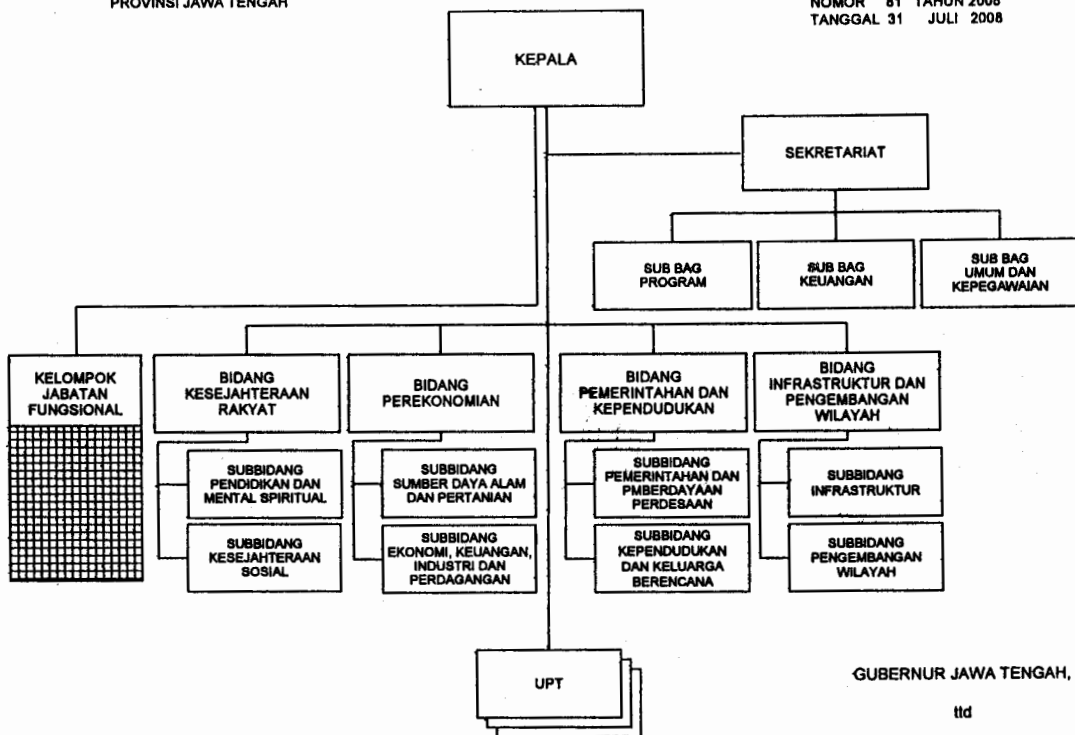 PROVINSI JAWA TENGAH
NOMOR 81 TAHUN 2008
TANGGAL 31 JULI 2008
KEPALA
SEKRETARIAT
SUB BAG
PROGRAM
SUB BAG
KEUANGAN
SUB BAG
UMUM DAN
KEPEGAWAIAN
KELOMPOK
JABATAN
FUNGSIONAL
BIDANG
KESEJAHTERAAN
RAKYAT
BIDANG
PEREKONOMIAN
BIDANG
PEMERINTAHAN DAN
KEPENDUDUKAN
BIDANG
INFRASTRUKTUR DAN
PENGEMBANGAN
WILAYAH
SUBBIDANG
PENDIDIKAN DAN
MENTAL SPIRITUAL
SUBBIDANG
SUMBER DAYA ALAM
DAN PERTANIAN
SUBBIDANG
PEMERINTAHAN DAN
PMBERDAYAAN
PERDESAAN
SUBBIDANG
INFRASTRUKTUR
SUBBIDANG
KESEJAHTERAAN
SOSIAL
SUBBIDANG
EKONOMI, KEUANGAN,
INDUSTRI DAN
PERDAGANGAN
SUBBIDANG
KEPENDUDUKAN
DAN KELUARGA
BERENCANA
SUBBIDANG
PENGEMBANGAN
WILAYAH
UPT
GUBERNUR JAWA TENGAH,
ttd